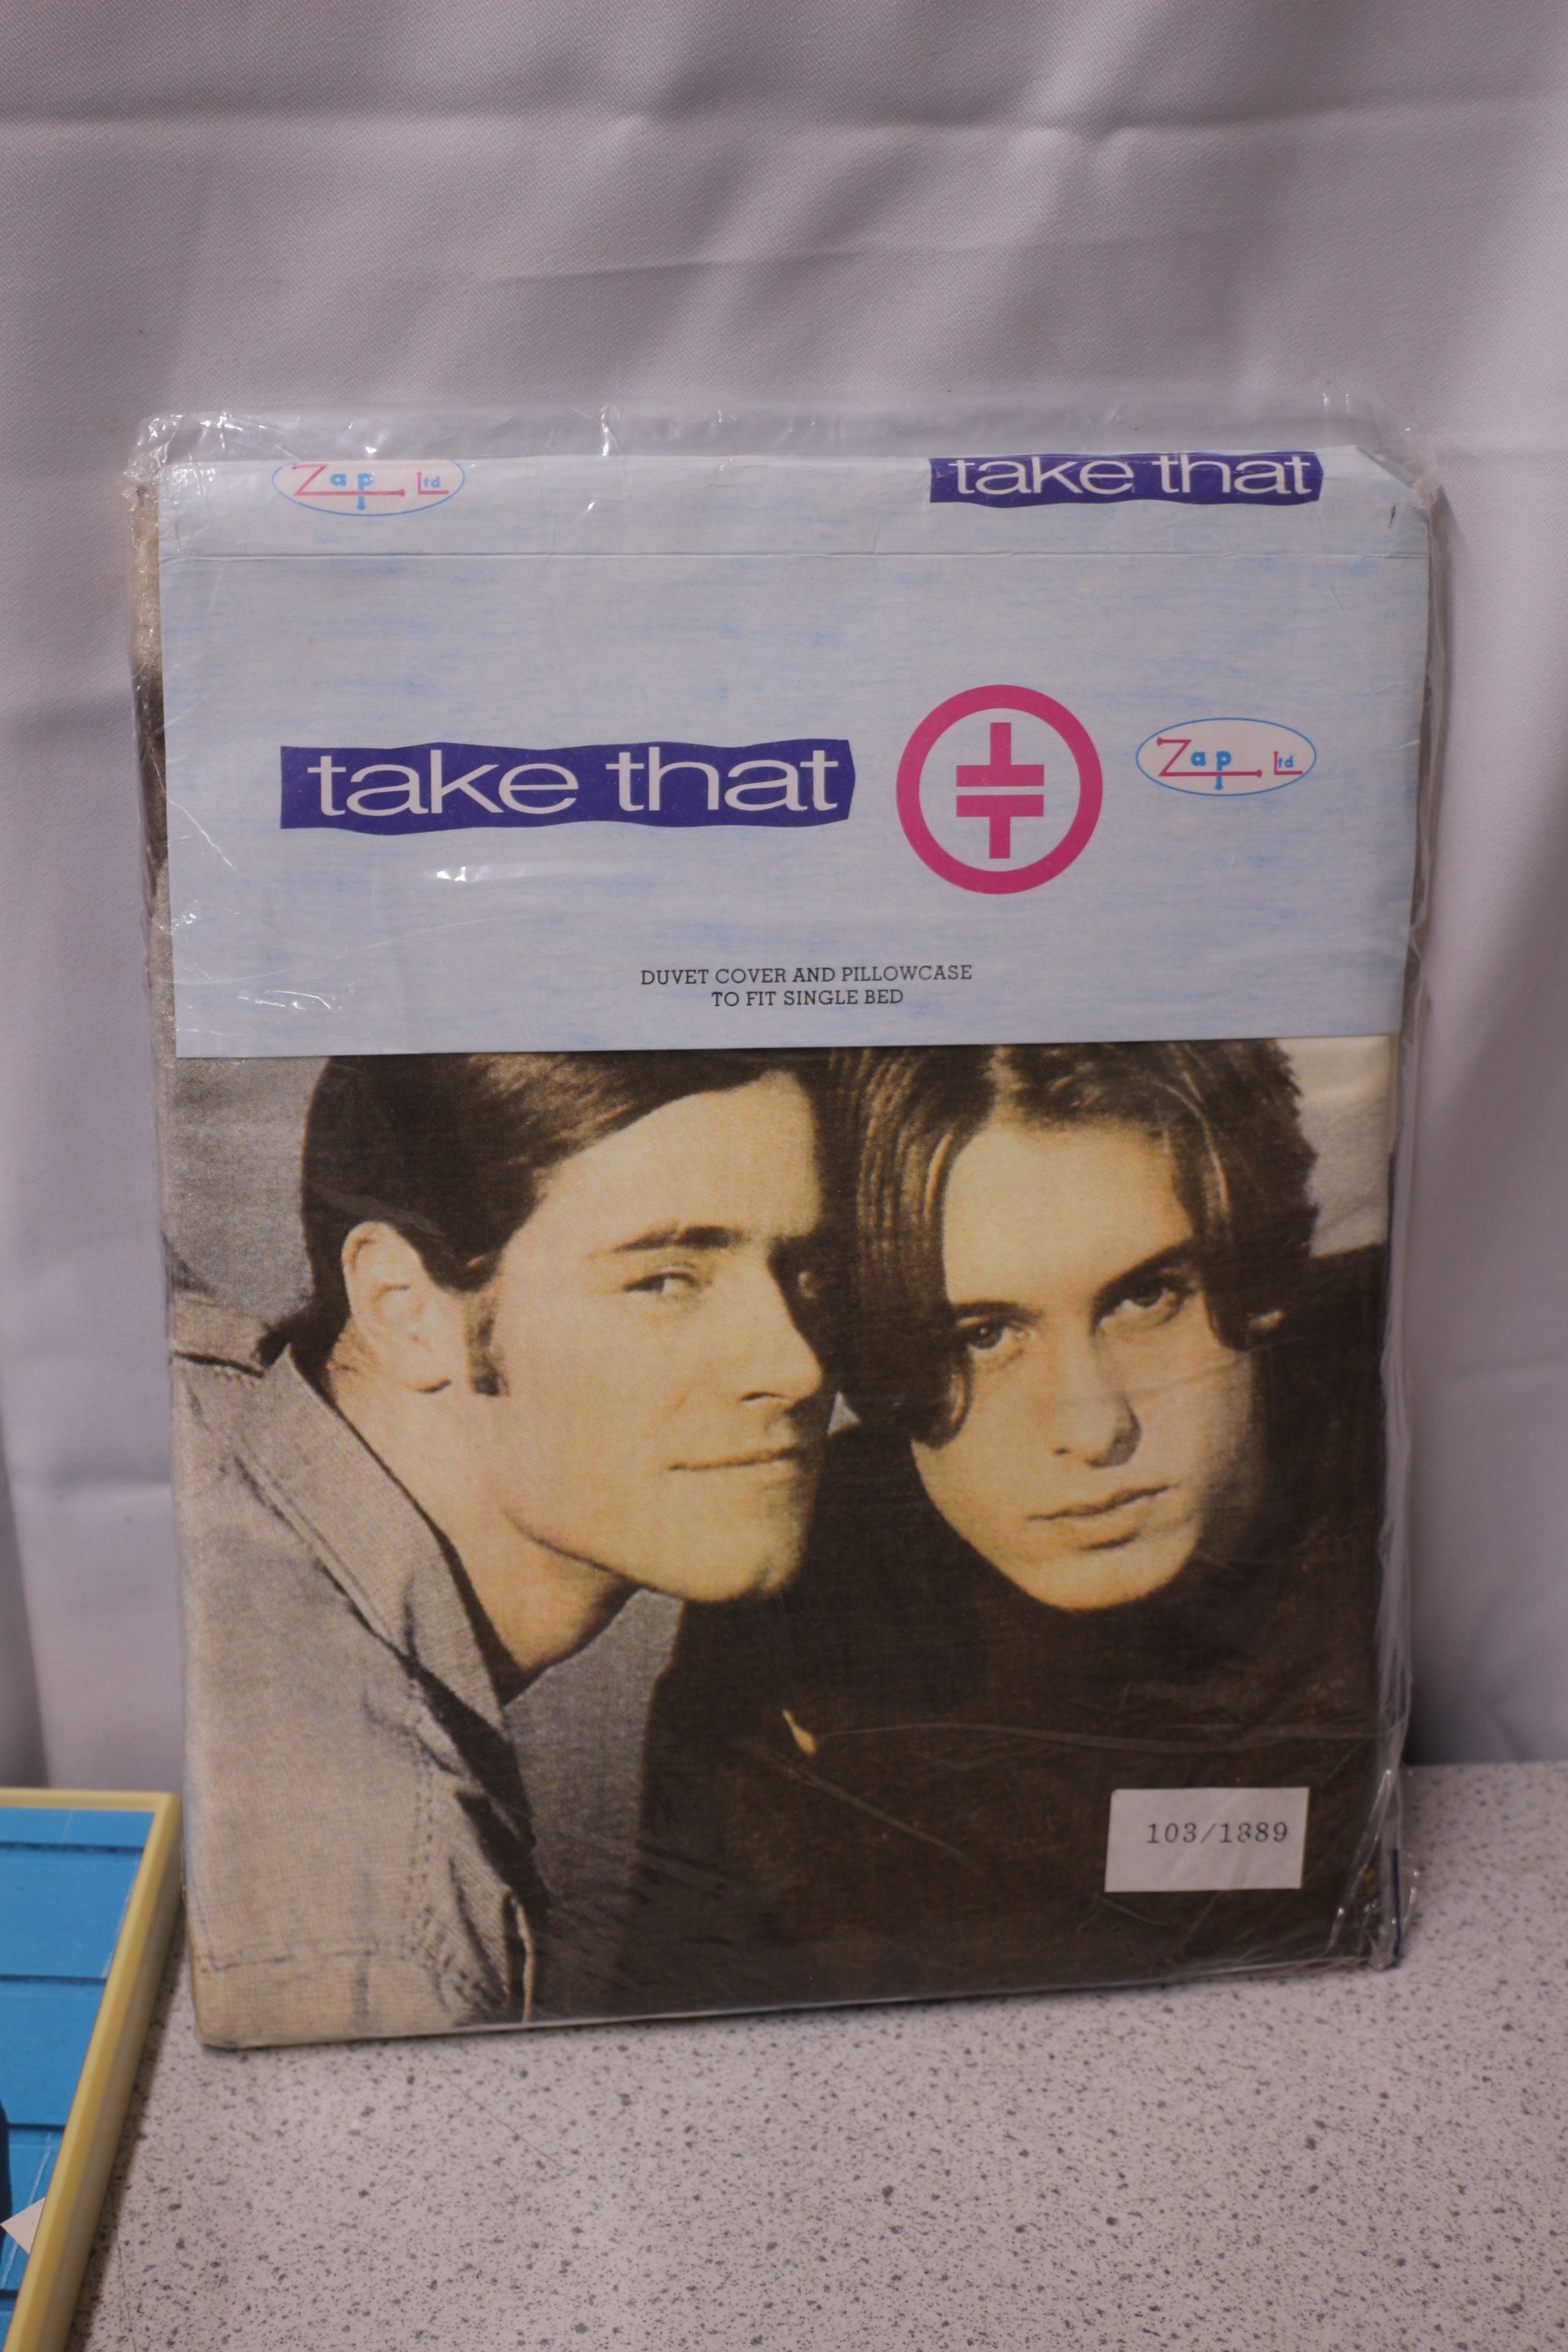 Zap Ltd
take that
take that
Zap Ltd
DUVET COVER AND PILLOWCASE
TO FIT SINGLE BED
103/1889